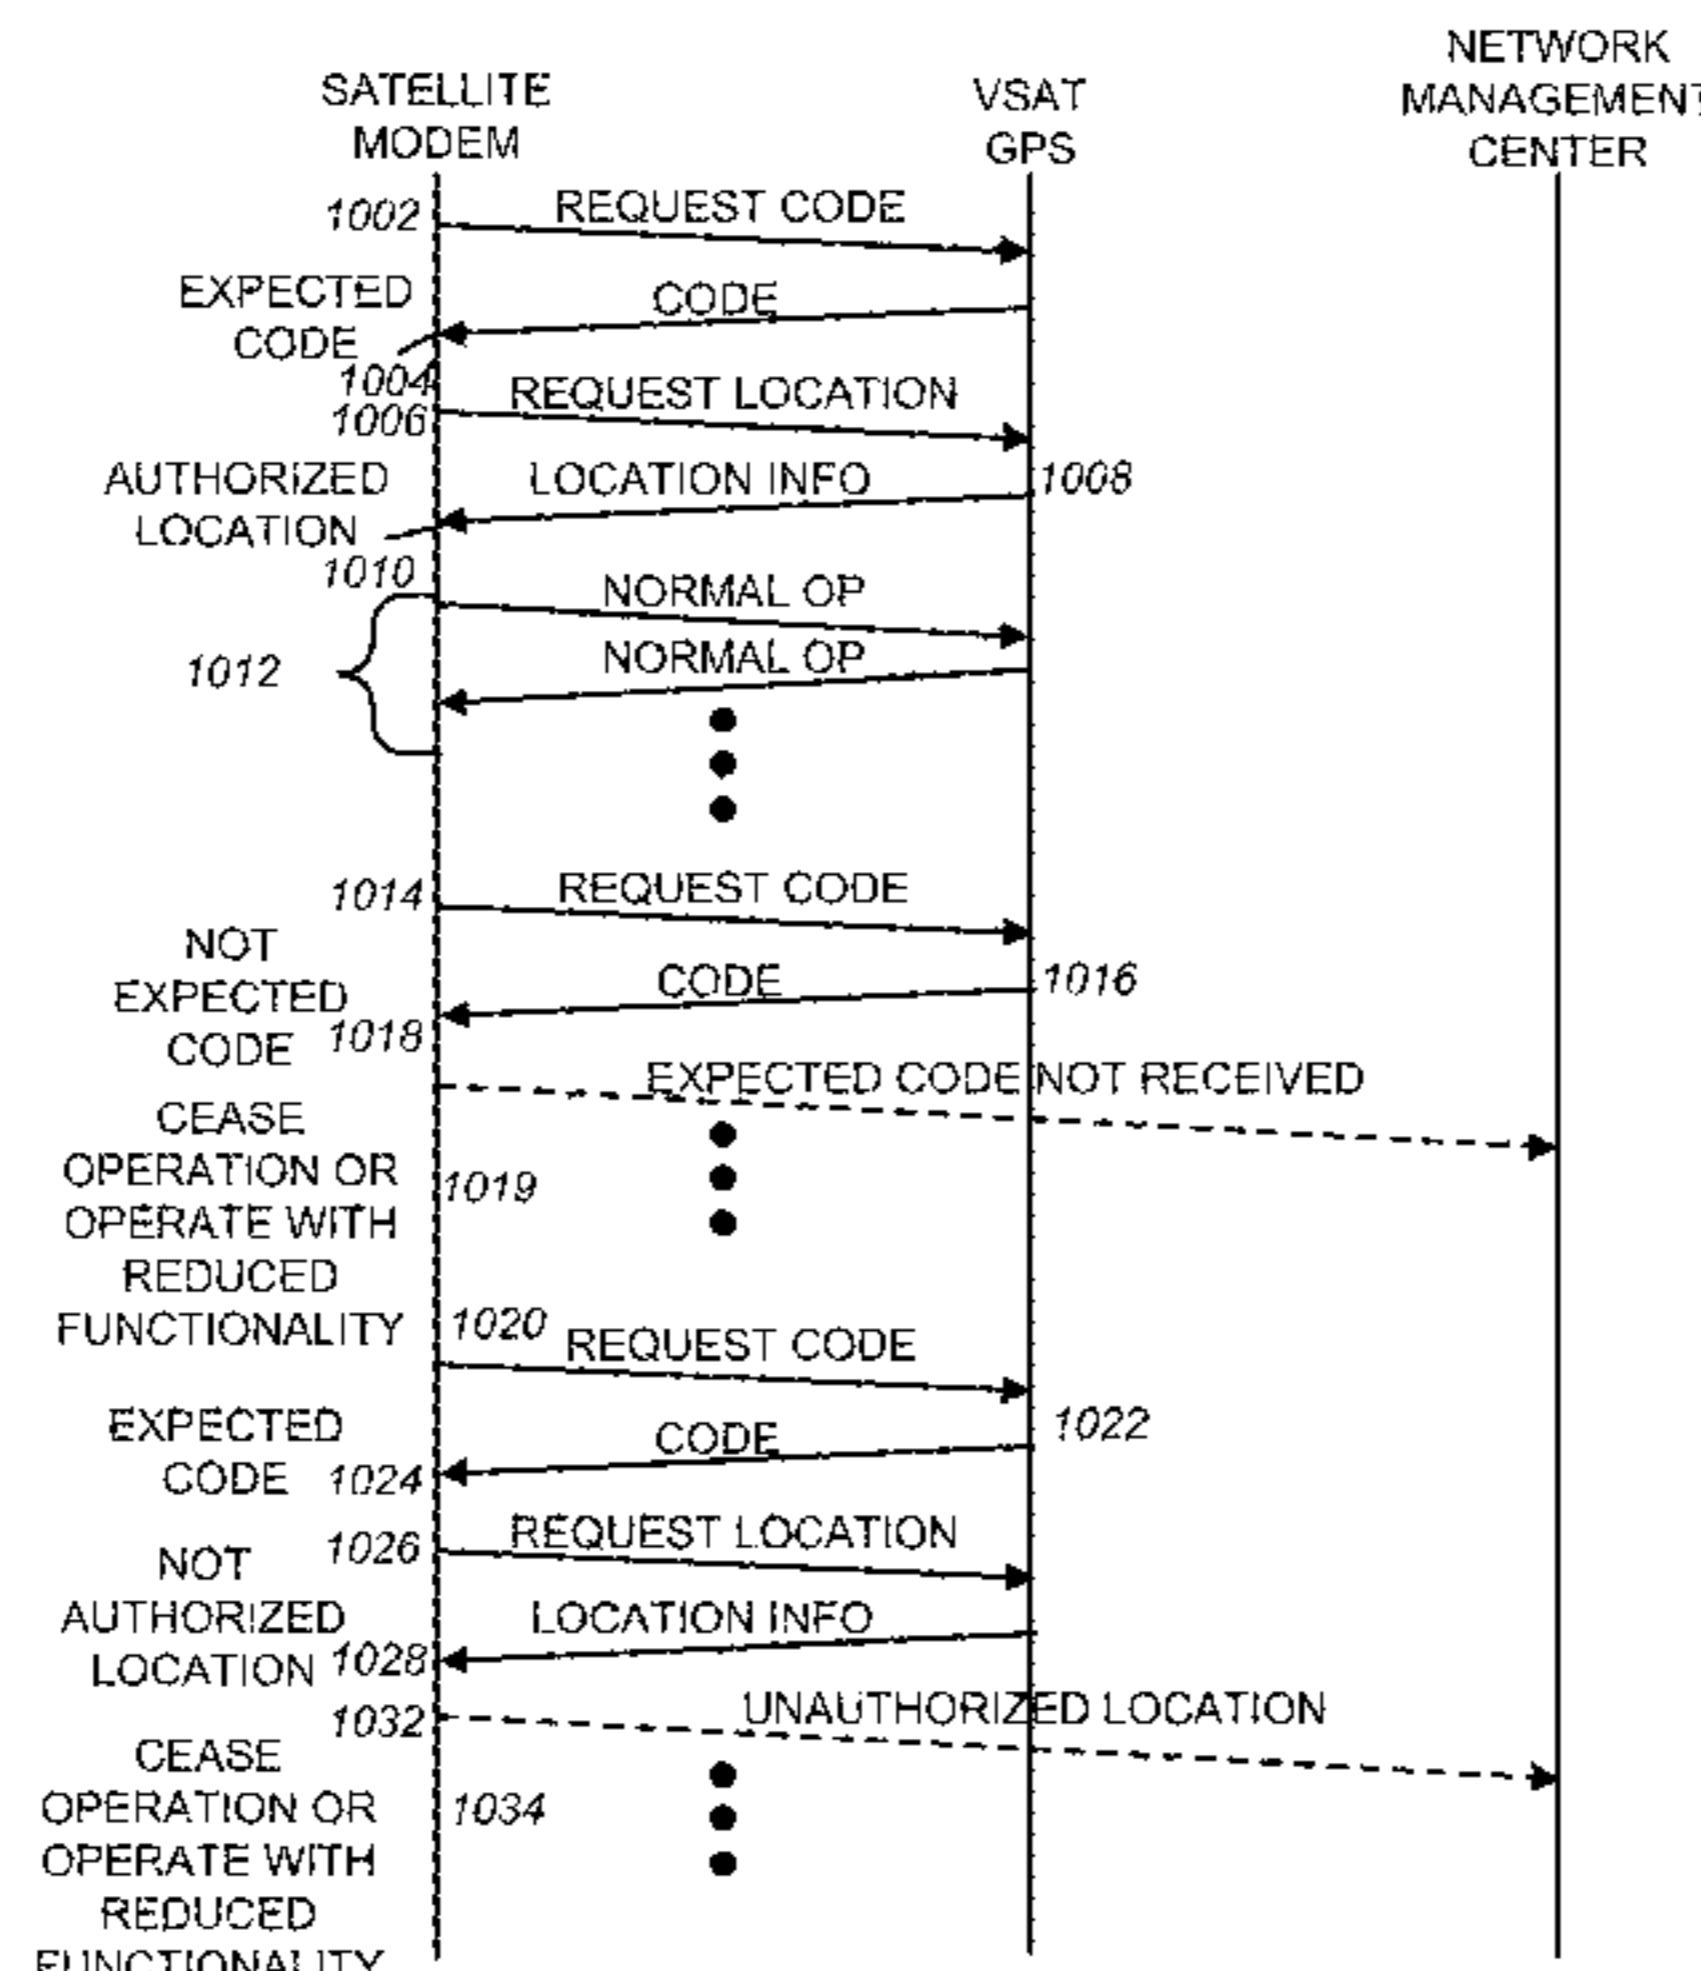 SATELLITE
MODEM
VSAT
GPS
NETWORK
MANAGEMENT
CENTER
1002
REQUEST CODE
EXPECTED
CODE
1004
CODE
1006
REQUEST LOCATION
AUTHORIZED
LOCATION
1010
LOCATION INFO
1008
NORMAL OP
1012
NORMAL OP
1014
REQUEST CODE
NOT
EXPECTED
CODE
1018
CODE
1016
EXPECTED CODE NOT RECEIVED
CEASE
OPERATION OR
OPERATE WITH
REDUCED
FUNCTIONALITY
1019
1020
REQUEST CODE
EXPECTED
CODE
1024
CODE
1022
1026
REQUEST LOCATION
NOT
AUTHORIZED
LOCATION
1028
LOCATION INFO
1032
UNAUTHORIZED LOCATION
CEASE
OPERATION OR
OPERATE WITH
REDUCED
FUNCTIONALITY
1034